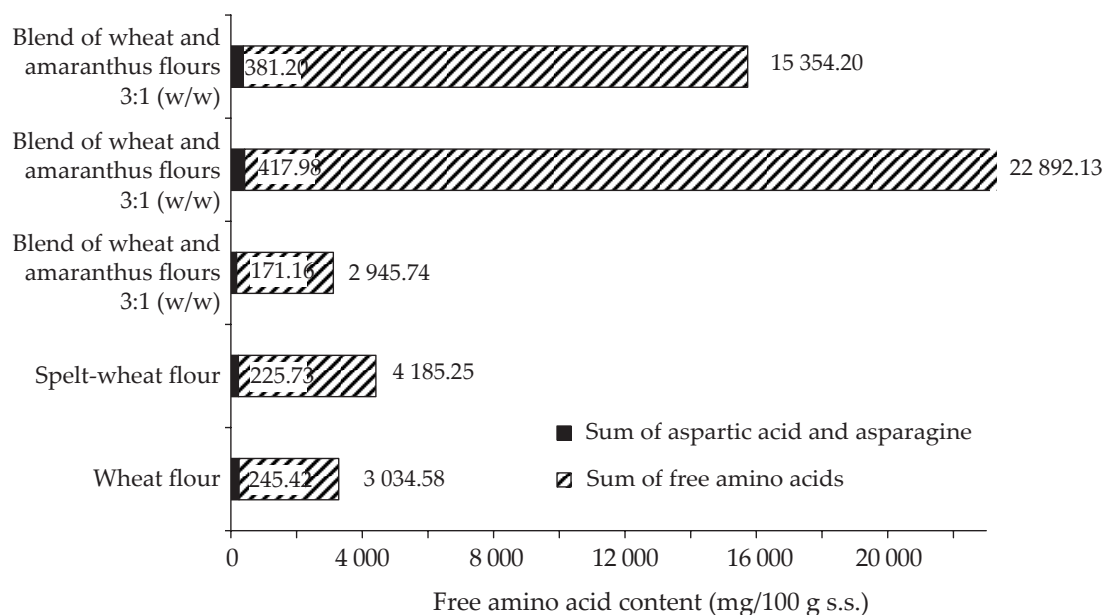 Blend of wheat and
amaranthus flours
3:1 (w/w)
381.20
15 354.20
Blend of wheat and
amaranthus flours
3:1 (w/w)
417.98
22 892.13
Blend of wheat and
amaranthus flours
3:1 (w/w)
171.16
2 945.74
Spelt-wheat flour
225.73
4 185.25
Sum of aspartic acid and asparagine
Wheat flour
245.42
3 034.58
Sum of free amino acids
0
4 000
8 000
12 000
16 000
20 000
Free amino acid content (mg/100 g s.s.)